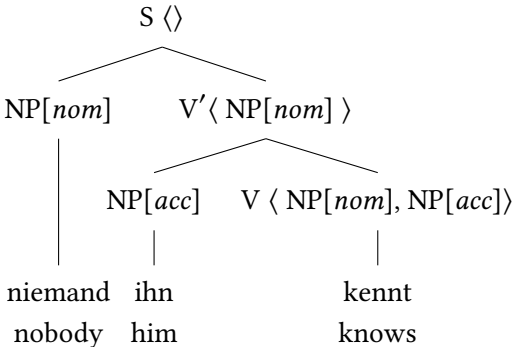 S ⟨⟩
NP[nom] V′⟨ NP[nom] ⟩
NP[acc] V ⟨ NP[nom], NP[acc]⟩
niemand ihn kennt
nobody him knows